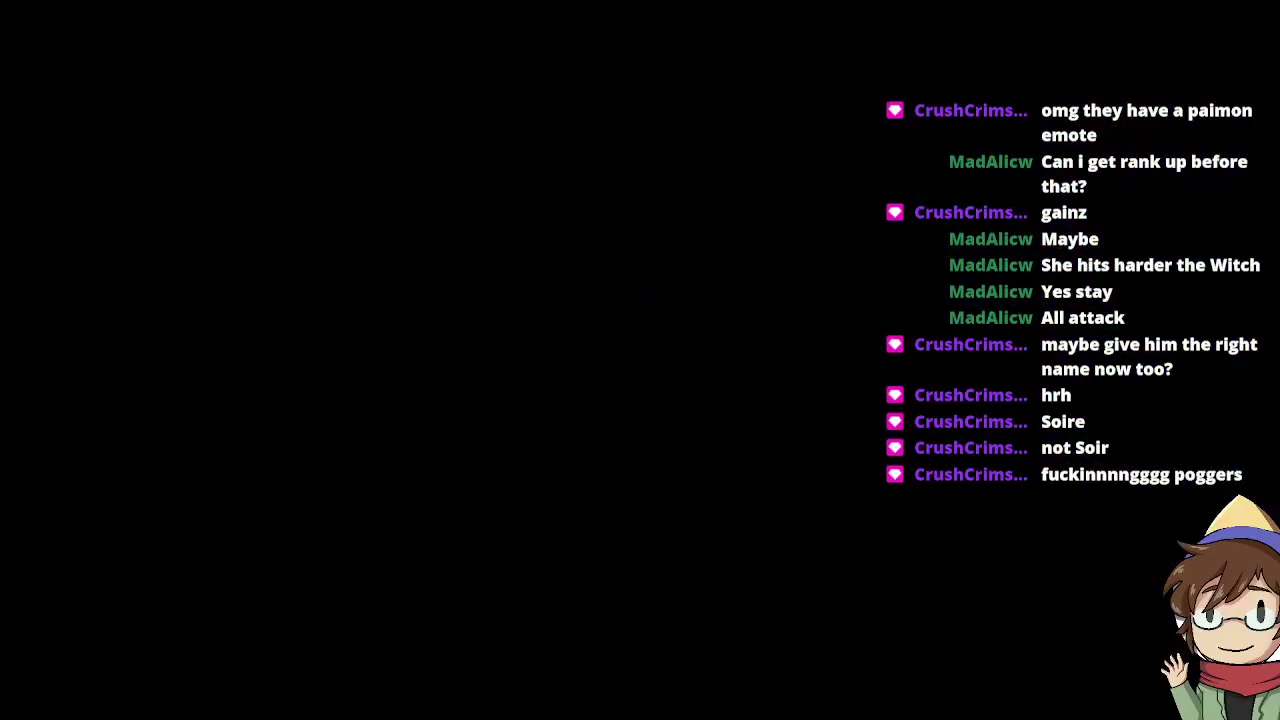 CrushCrims... omg they have a paimon
emote
MadAlicw Can i get rank up before
that?
CrushCrims... gainz
MadAlicw Maybe
MadAlicw She hits harder the Witch
MadAlicw Yes stay
MadAlicw All attack
CrushCrims... maybe give him the right
name now too?
CrushCrims... hrh
CrushCrims... Soire
CrushCrims... not Soir
CrushCrims... fuckinnnngggg poggers